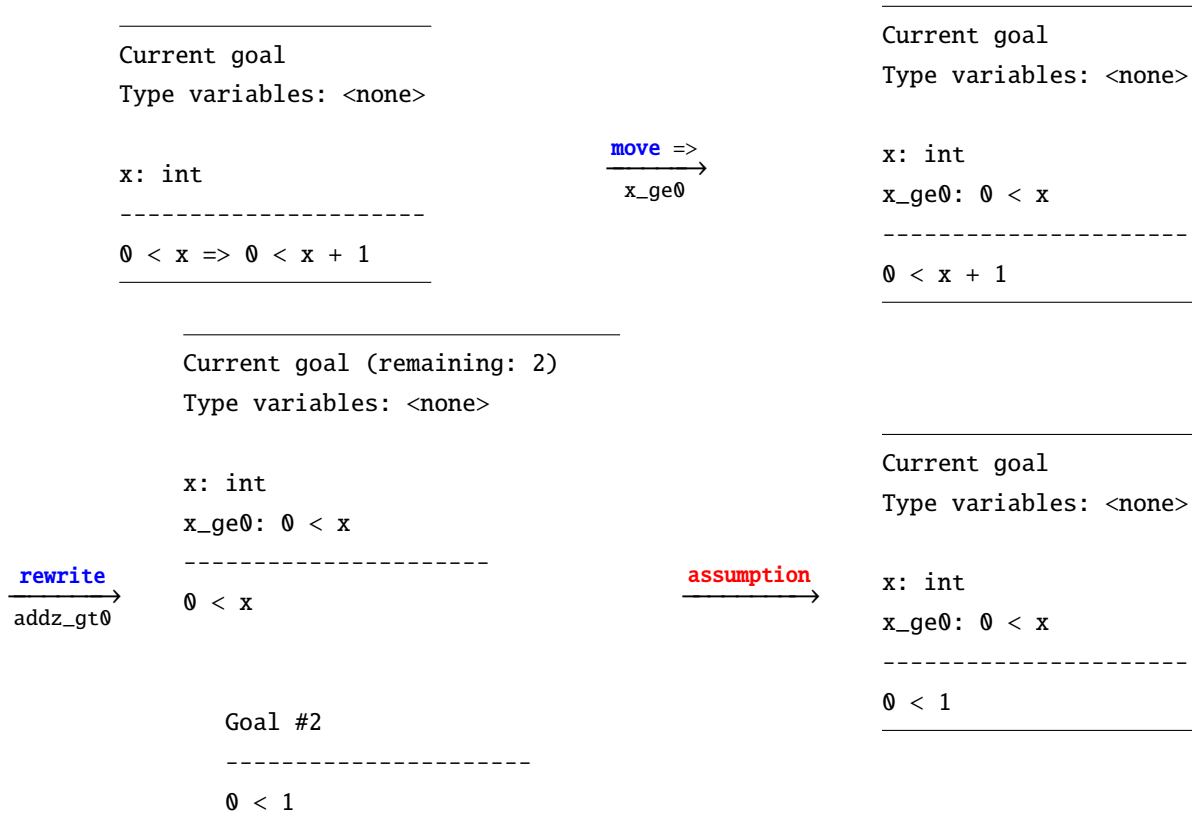 Current goal
Type variables: <none>
x: int
----------------------
0 < x => 0 < x + 1
move =>
x_ge0
Current goal
Type variables: <none>
x: int
x_ge0: 0 < x
----------------------
0 < x + 1
rewrite
addz_gt0
Current goal (remaining: 2)
Type variables: <none>
x: int
x_ge0: 0 < x
----------------------
0 < x
Goal #2
----------------------
0 < 1
assumption
Current goal
Type variables: <none>
x: int
x_ge0: 0 < x
----------------------
0 < 1